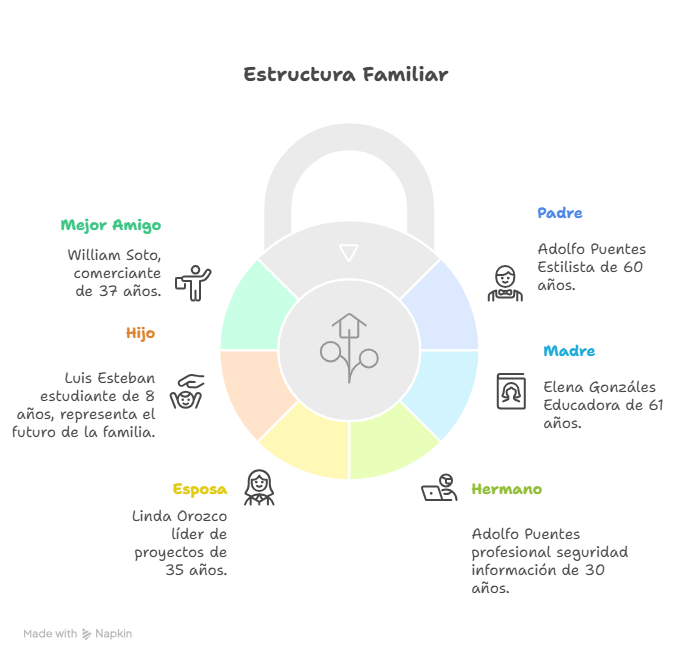 Estructura Familiar
Mejor Amigo
William Soto,
comerciante
de 37 años.
Hijo
Luis Esteban
estudiante de 8
años, representa el
futuro de la familia.
Esposa
Linda Orozco
líder de
proyectos de
35 años.
Padre
Adolfo Puentes
Estilista de 60
años.
Madre
Elena Gonzáles
Educadora de 61
años.
Hermano
Adolfo Puentes
profesional seguridad
información de 30
años.
Made with Napkin